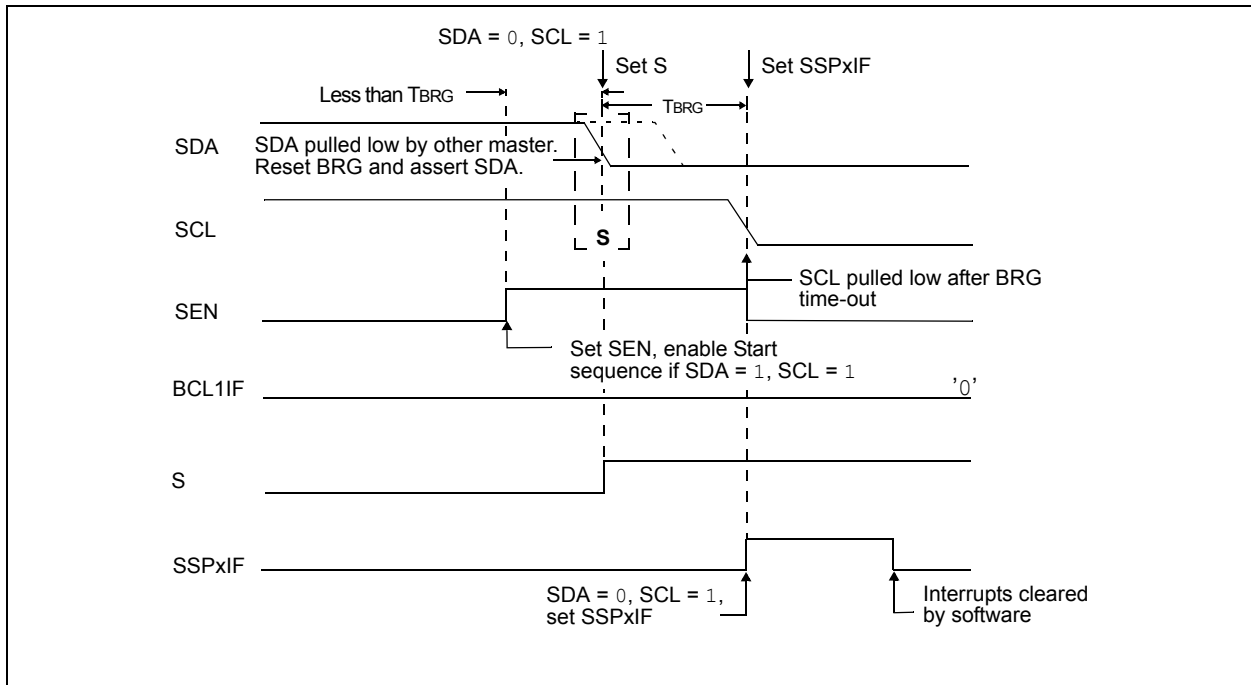 SDA = 0, SCL = 1
Set S
Set SSPxIF
Less than TBRG
TBRG
SDA
SDA pulled low by other master.
Reset BRG and assert SDA.
SCL
S
SCL pulled low after BRG
time-out
SEN
Set SEN, enable Start
sequence if SDA = 1, SCL = 1
BCL1IF
'0'
S
SSPxIF
SDA = 0, SCL = 1,
set SSPxIF
Interrupts cleared
by software